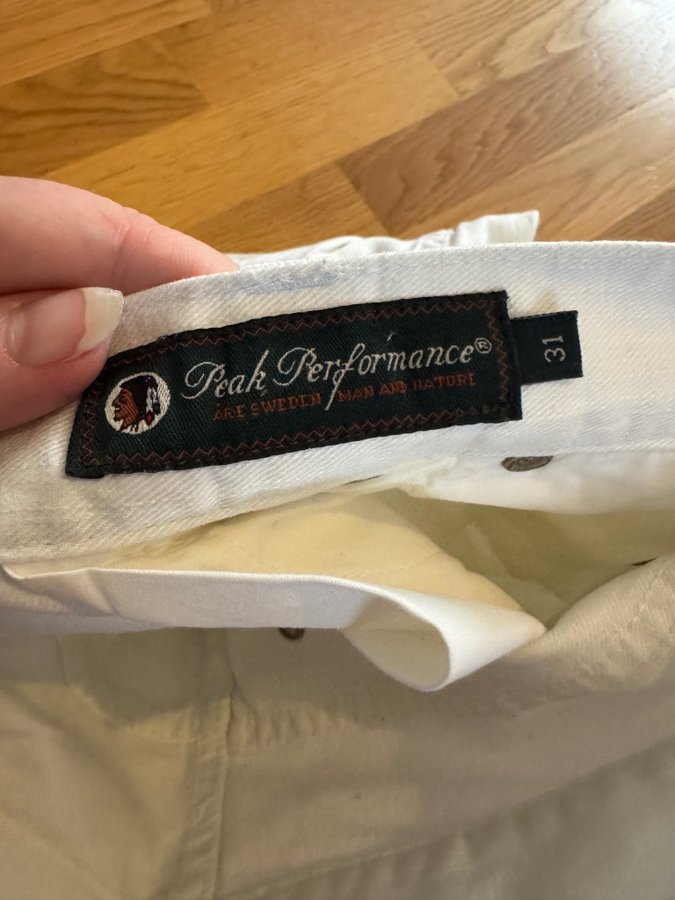 Peak Performance®
ÅRE SWEDEN MAN AND NATURE
31